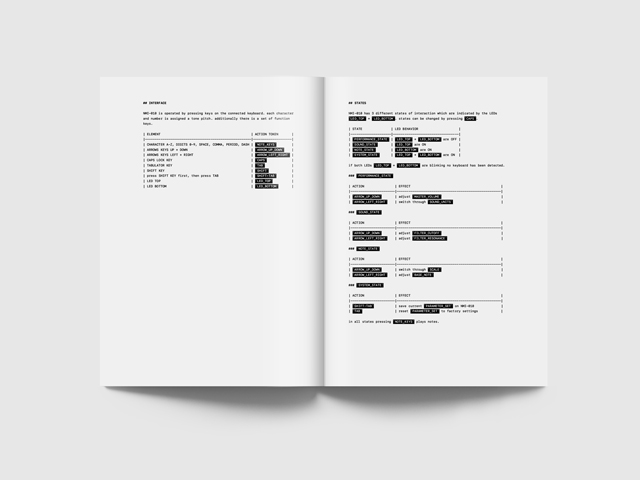 ## INTERFACE
NMI-010 is operated by pressing keys on the connected keyboard. each character
and number is assigned a tone pitch. additionally there is a set of function
keys.
| ELEMENT | ACTION TOKEN |
| CHARACTER A-Z, DIGITS 0-9, SPACE, COMMA, PERIOD, DASH | NOTE_KEYS |
| ARROWS KEYS UP + DOWN | ARROW_UP_DOWN |
| ARROWS KEYS LEFT + RIGHT | ARROW_LEFT_RIGHT |
| CAPS LOCK KEY | CAPS |
| TABULATOR KEY | TAB |
| SHIFT KEY | SHIFT |
| press SHIFT KEY first, then press TAB | SHIFT-TAB |
| LED TOP | LED_TOP |
| LED BOTTOM | LED_BOTTOM |
## STATES
NMI-010 has 3 different states of interaction which are indicated by the LEDs
LED_TOP + LED_BOTTOM states can be changed by pressing CAPS
| STATE | LED BEHAVIOR |
| PERFORMANCE_STATE | LED_TOP + LED_BOTTOM are OFF |
| SOUND_STATE | LED_TOP are ON |
| NOTE_STATE | LED_BOTTOM are ON |
| SYSTEM_STATE | LED_TOP + LED_BOTTOM are ON |
if both LEDs LED_TOP + LED_BOTTOM are blinking no keyboard has been detected.
### PERFORMANCE_STATE
| ACTION | EFFECT |
| ARROW_UP_DOWN | adjust MASTER_VOLUME |
| ARROW_LEFT_RIGHT | switch through SOUND_UNITS |
### SOUND_STATE
| ACTION | EFFECT |
| ARROW_UP_DOWN | adjust FILTER_CUTOFF |
| ARROW_LEFT_RIGHT | adjust FILTER_RESONANCE |
### NOTE_STATE
| ACTION | EFFECT |
| ARROW_UP_DOWN | switch through SCALE |
| ARROW_LEFT_RIGHT | adjust BASE_NOTE |
### SYSTEM_STATE
| ACTION | EFFECT |
| SHIFT-TAB | save current PARAMETER_SET on NMI-010 |
| TAB | reset PARAMETER_SET to factory settings |
in all states pressing NOTE_KEYS plays notes.